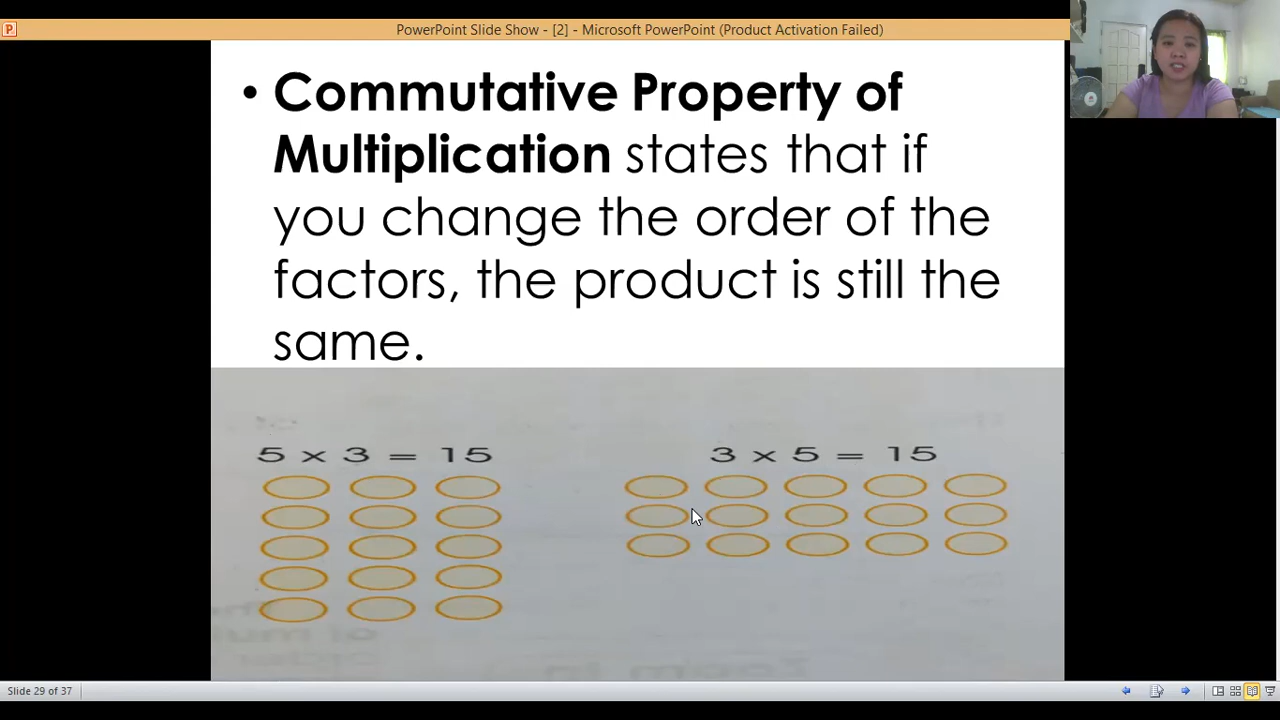 PowerPoint Slide Show - [2] - Microsoft PowerPoint (Product Activation Failed)
• Commutative Property of
Multiplication states that if
you change the order of the
factors, the product is still the
same.
5 x 3 = 15
3 x 5 = 15
Slide 29 of 37